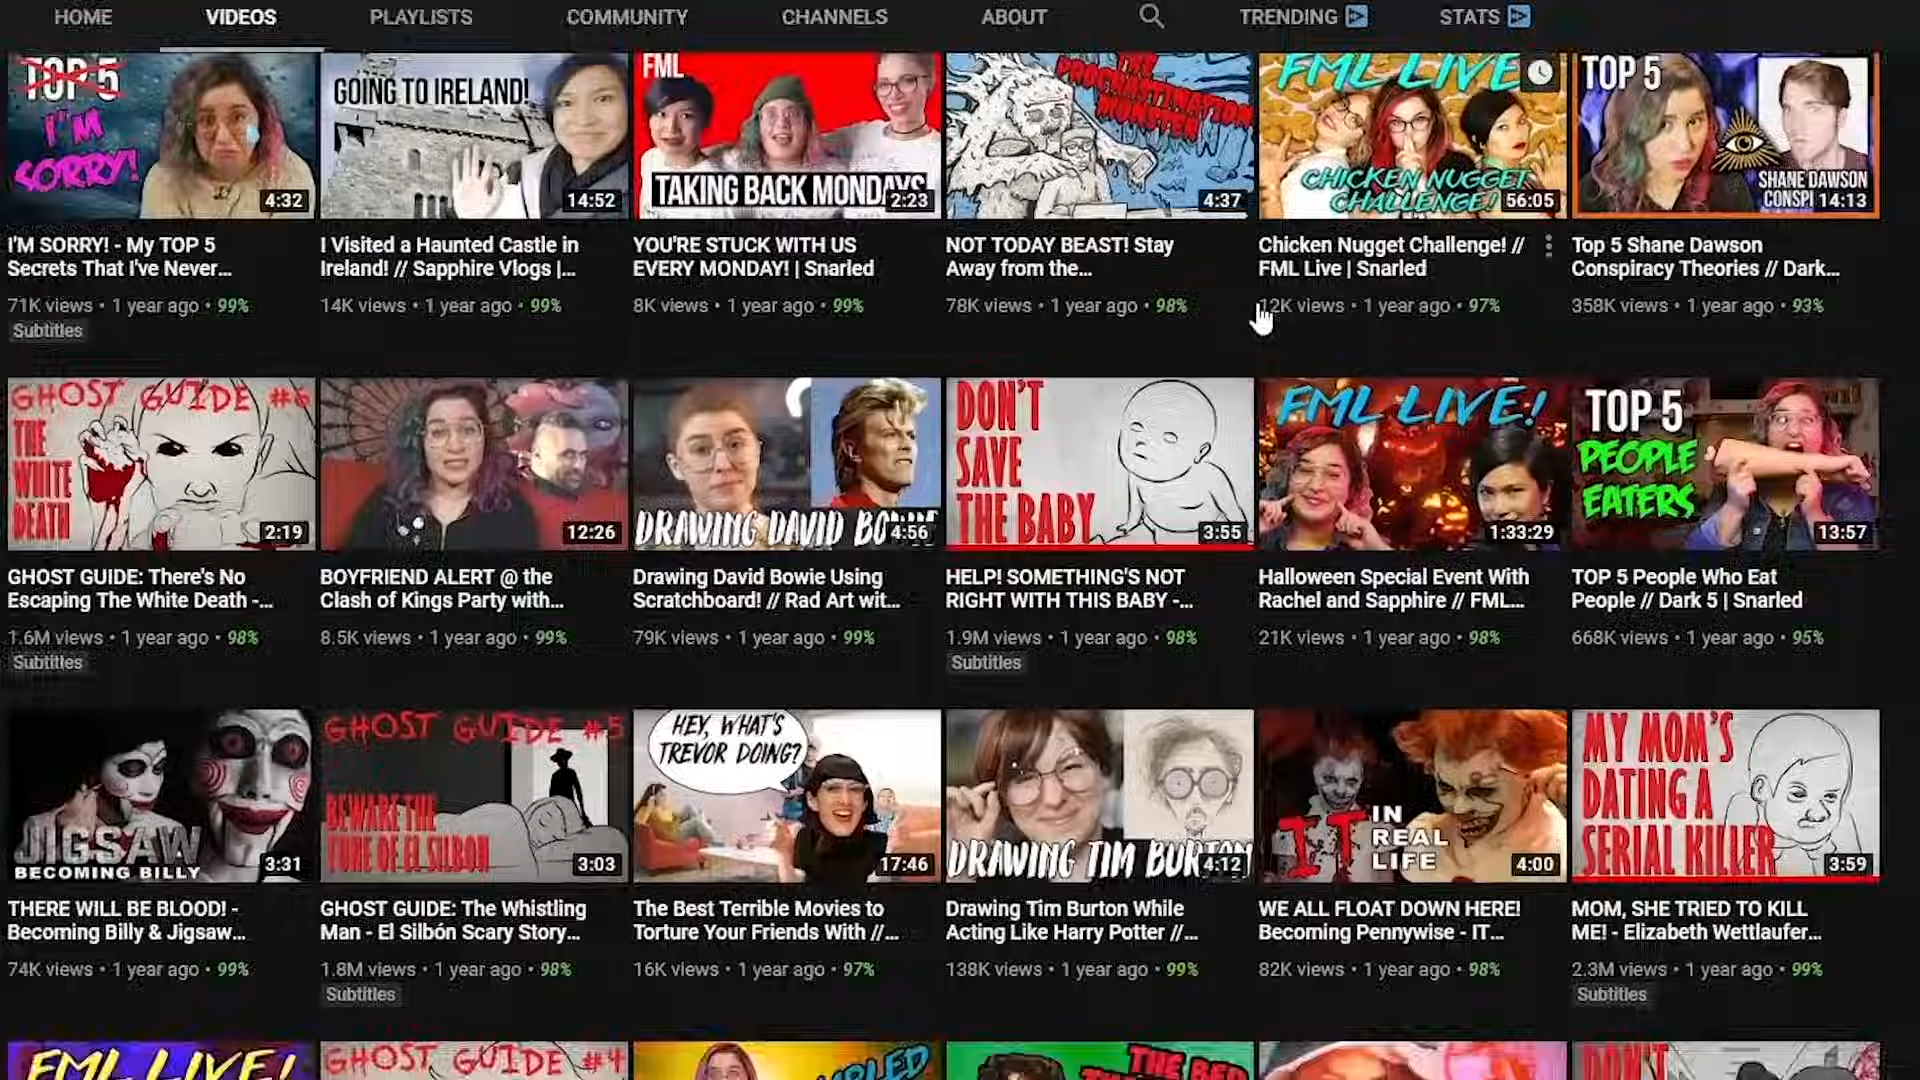 HOME VIDEOS PLAYLISTS COMMUNITY CHANNELS ABOUT TRENDING STATS
TOP 5
I'M
SORRY!
4:32
GOING TO IRELAND!
14:52
FML
TAKING BACK MONDAYS
2:23
THE
PROCRASTINATION
MONSTER
4:37
FML LIVE
CHICKEN NUGGET
CHALLENGE!
56:05
TOP 5
SHANE DAWSON
CONSPI
14:13
I'M SORRY! - My TOP 5
Secrets That I've Never...
71K views • 1 year ago • 99%
Subtitles
I Visited a Haunted Castle in
Ireland! // Sapphire Vlogs |...
14K views • 1 year ago • 99%
YOU'RE STUCK WITH US
EVERY MONDAY! | Snarled
8K views • 1 year ago • 99%
NOT TODAY BEAST! Stay
Away from the...
78K views • 1 year ago • 98%
Chicken Nugget Challenge! //
FML Live | Snarled
12K views • 1 year ago • 97%
Top 5 Shane Dawson
Conspiracy Theories // Dark...
358K views • 1 year ago • 93%
GHOST GUIDE #6
THE
WHITE
DEATH
2:19
12:26
DRAWING DAVID BO
4:56
DON'T
SAVE
THE BABY
3:55
FML LIVE!
1:33:29
TOP 5
PEOPLE
EATERS
13:57
GHOST GUIDE: There's No
Escaping The White Death -...
1.6M views • 1 year ago • 98%
Subtitles
BOYFRIEND ALERT @ the
Clash of Kings Party with...
8.5K views • 1 year ago • 99%
Drawing David Bowie Using
Scratchboard! // Rad Art wit...
79K views • 1 year ago • 99%
HELP! SOMETHING'S NOT
RIGHT WITH THIS BABY -...
1.9M views • 1 year ago • 98%
Subtitles
Halloween Special Event With
Rachel and Sapphire // FML...
21K views • 1 year ago • 98%
TOP 5 People Who Eat
People // Dark 5 | Snarled
668K views • 1 year ago • 95%
JIGSAW
BECOMING BILLY
3:31
GHOST GUIDE #5
BEWARE THE
TUNE OF EL SILBON
3:03
HEY, WHAT'S
TREVOR DOING?
17:46
DRAWING TIM BURTON
4:12
IT
IN
REAL
LIFE
4:00
MY MOM'S
DATING A
SERIAL KILLER
3:59
THERE WILL BE BLOOD! -
Becoming Billy & Jigsaw...
74K views • 1 year ago • 99%
GHOST GUIDE: The Whistling
Man - El Silbón Scary Story...
1.8M views • 1 year ago • 98%
Subtitles
The Best Terrible Movies to
Torture Your Friends With //...
16K views • 1 year ago • 97%
Drawing Tim Burton While
Acting Like Harry Potter //...
138K views • 1 year ago • 99%
WE ALL FLOAT DOWN HERE!
Becoming Pennywise - IT...
82K views • 1 year ago • 98%
MOM, SHE TRIED TO KILL
ME! - Elizabeth Wettlaufer...
2.3M views • 1 year ago • 99%
Subtitles
FML LIVE!
GHOST GUIDE #4
THE RED
DON'T